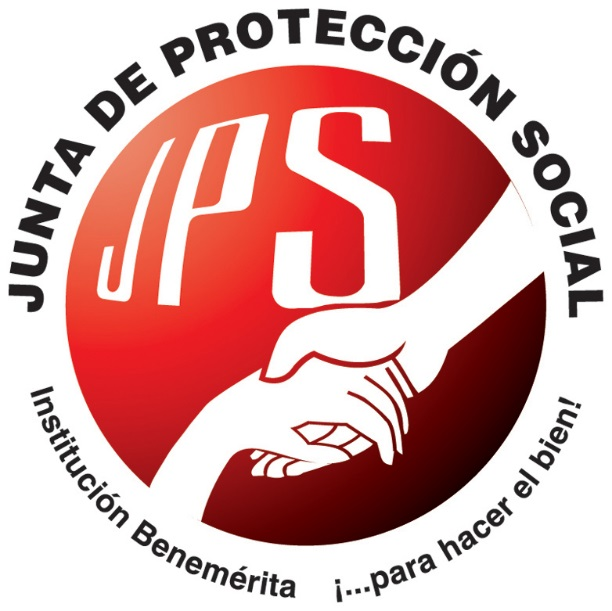 JUNTA DE PROTECCIÓN SOCIAL
JPS
Institución Benemérita
¡...para hacer el bien!